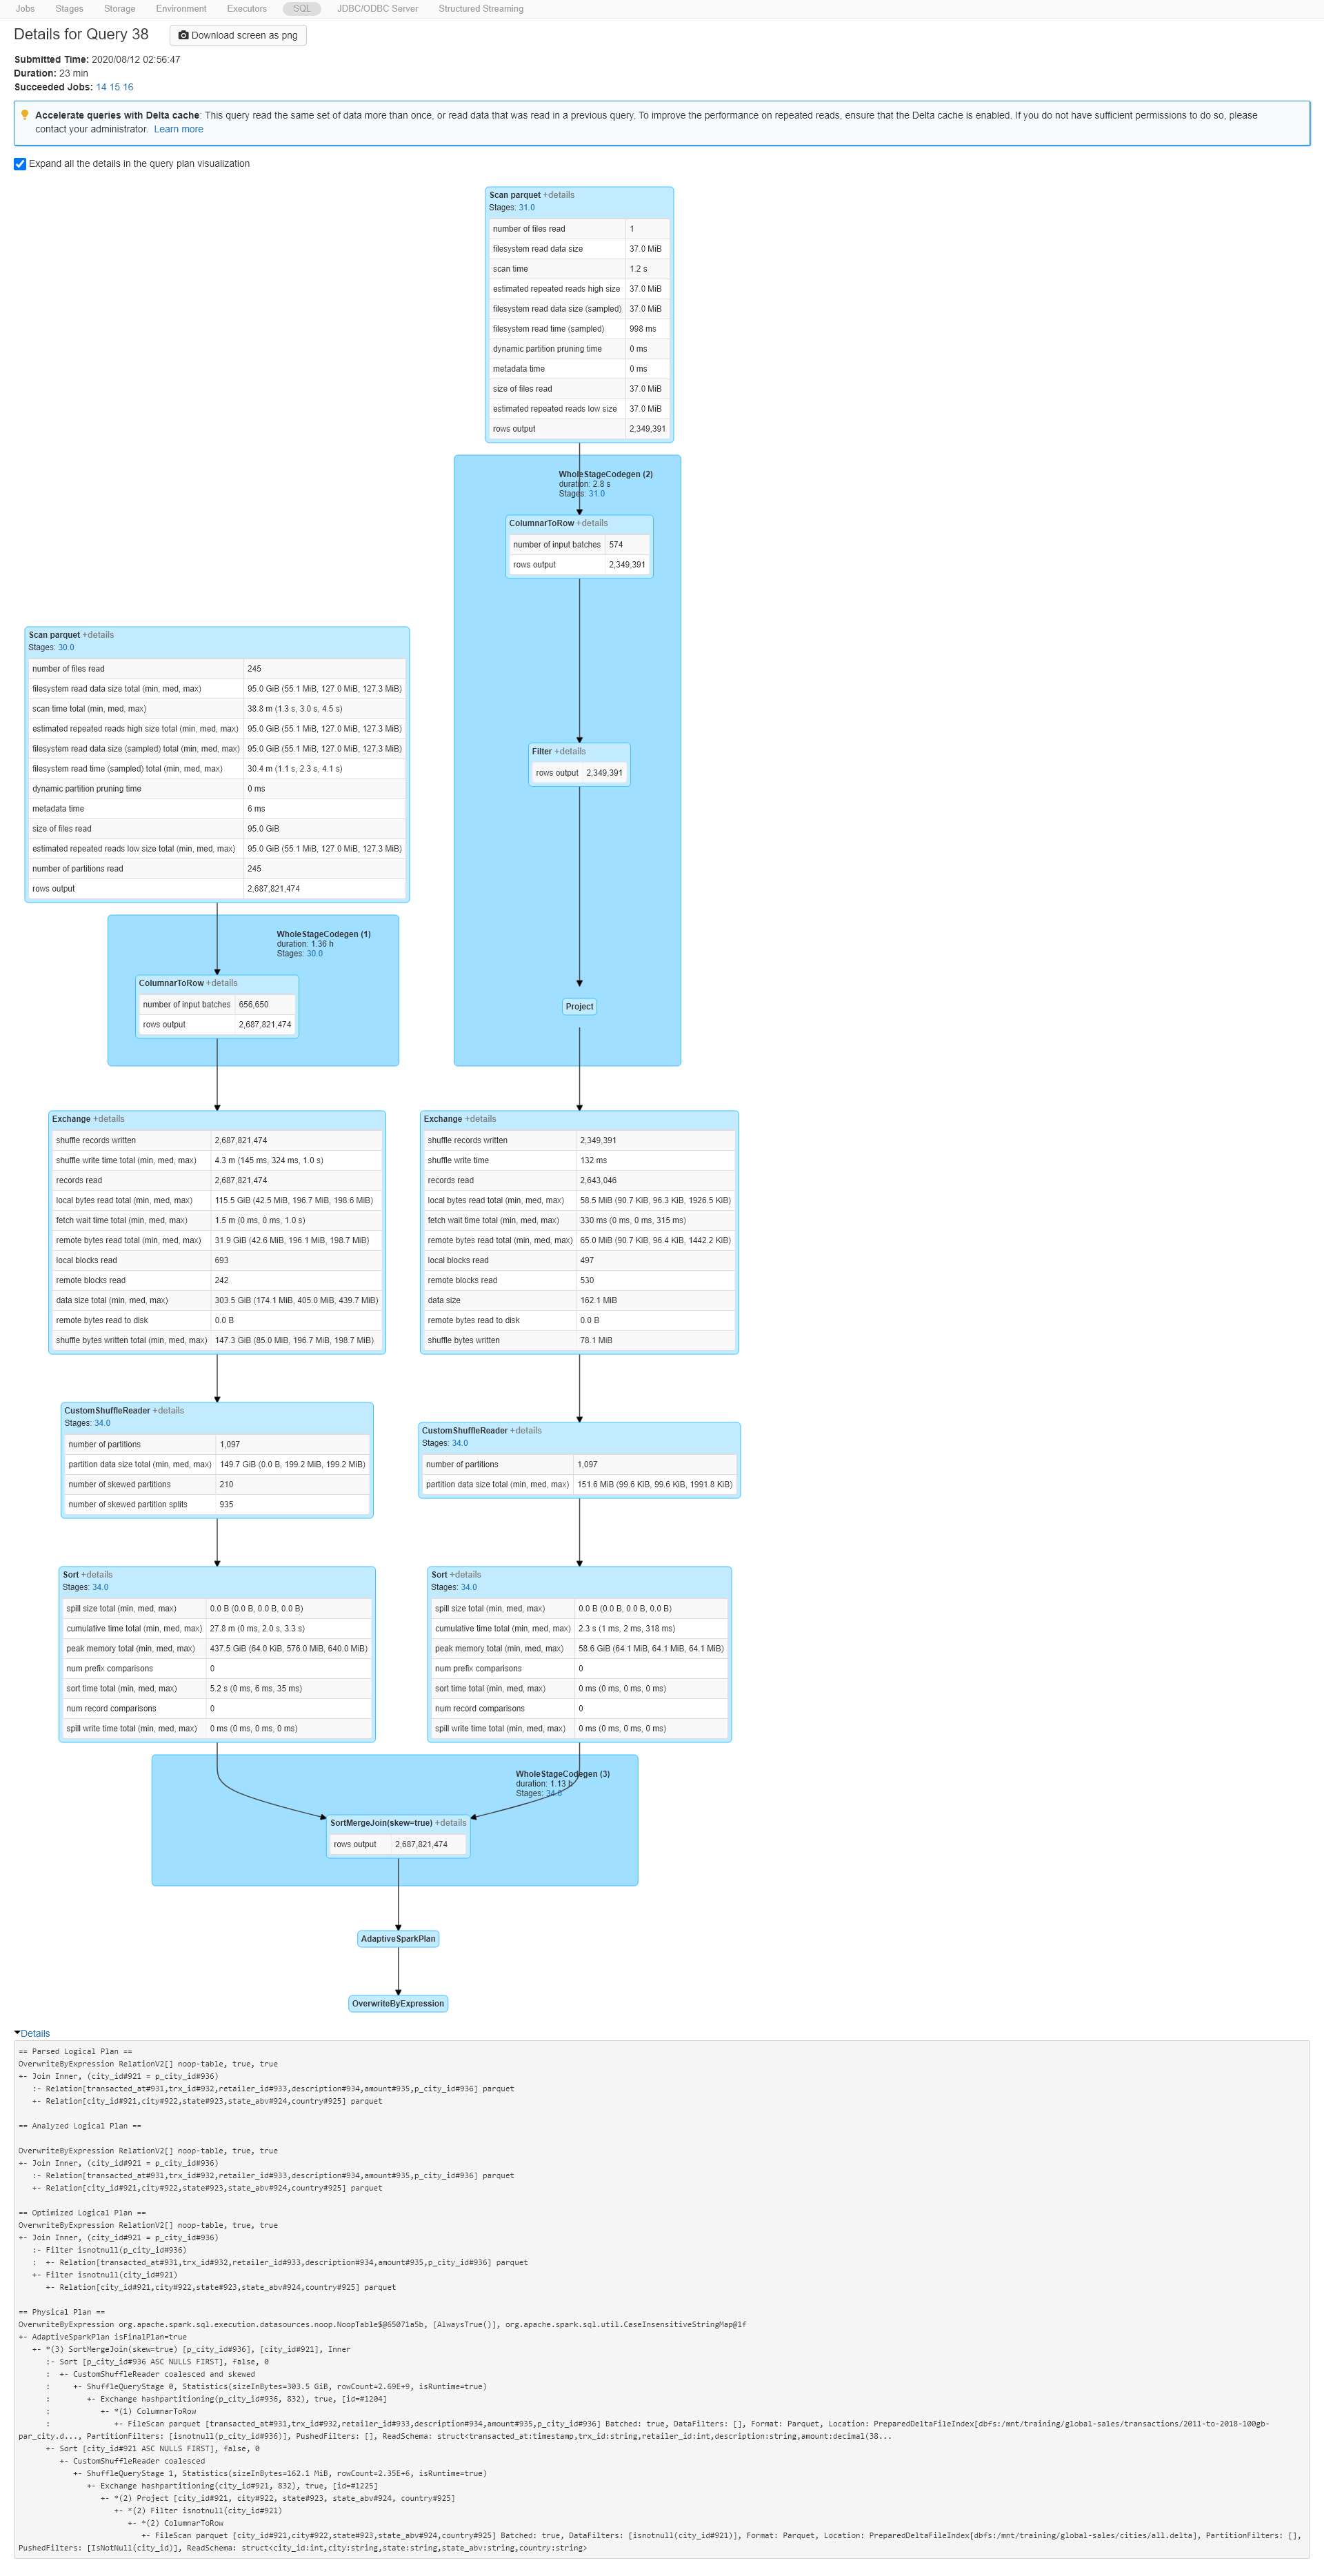 Jobs Stages Storage Environment Executors SQL JDBC/ODBC Server Structured Streaming
Details for Query 38 Download screen as png
Submitted Time: 2020/08/12 02:56:47
Duration: 23 min
Succeeded Jobs: 14 15 16
Accelerate queries with Delta cache: This query read the same set of data more than once, or read data that was read in a previous query. To improve the performance on repeated reads, ensure that the Delta cache is enabled. If you do not have sufficient permissions to do so, please
contact your administrator. Learn more
Expand all the details in the query plan visualization
Scan parquet +details
Stages: 31.0
number of files read 1
filesystem read data size 37.0 MiB
scan time 1.2 s
estimated repeated reads high size 37.0 MiB
filesystem read data size (sampled) 37.0 MiB
filesystem read time (sampled) 998 ms
dynamic partition pruning time 0 ms
metadata time 0 ms
size of files read 37.0 MiB
estimated repeated reads low size 37.0 MiB
rows output 2,349,391
WholeStageCodegen (2)
duration: 2.8 s
Stages: 31.0
ColumnarToRow +details
number of input batches 574
rows output 2,349,391
Filter +details
rows output 2,349,391
Project
Scan parquet +details
Stages: 30.0
number of files read 245
filesystem read data size total (min, med, max) 95.0 GiB (55.1 MiB, 127.0 MiB, 127.3 MiB)
scan time total (min, med, max) 38.8 m (1.3 s, 3.0 s, 4.5 s)
estimated repeated reads high size total (min, med, max) 95.0 GiB (55.1 MiB, 127.0 MiB, 127.3 MiB)
filesystem read data size (sampled) total (min, med, max) 95.0 GiB (55.1 MiB, 127.0 MiB, 127.3 MiB)
filesystem read time (sampled) total (min, med, max) 30.4 m (1.1 s, 2.3 s, 4.1 s)
dynamic partition pruning time 0 ms
metadata time 6 ms
size of files read 95.0 GiB
estimated repeated reads low size total (min, med, max) 95.0 GiB (55.1 MiB, 127.0 MiB, 127.3 MiB)
number of partitions read 245
rows output 2,687,821,474
WholeStageCodegen (1)
duration: 1.36 h
Stages: 30.0
ColumnarToRow +details
number of input batches 656,650
rows output 2,687,821,474
Exchange +details
shuffle records written 2,687,821,474
shuffle write time total (min, med, max) 4.3 m (145 ms, 324 ms, 1.0 s)
records read 2,687,821,474
local bytes read total (min, med, max) 115.5 GiB (42.5 MiB, 196.7 MiB, 198.6 MiB)
fetch wait time total (min, med, max) 1.5 m (0 ms, 0 ms, 1.0 s)
remote bytes read total (min, med, max) 31.9 GiB (42.6 MiB, 196.1 MiB, 198.7 MiB)
local blocks read 693
remote blocks read 242
data size total (min, med, max) 303.5 GiB (174.1 MiB, 405.0 MiB, 439.7 MiB)
remote bytes read to disk 0.0 B
shuffle bytes written total (min, med, max) 147.3 GiB (85.0 MiB, 196.7 MiB, 198.7 MiB)
Exchange +details
shuffle records written 2,349,391
shuffle write time 132 ms
records read 2,643,046
local bytes read total (min, med, max) 58.5 MiB (90.7 KiB, 96.3 KiB, 1926.5 KiB)
fetch wait time total (min, med, max) 330 ms (0 ms, 0 ms, 315 ms)
remote bytes read total (min, med, max) 65.0 MiB (90.7 KiB, 96.4 KiB, 1442.2 KiB)
local blocks read 497
remote blocks read 530
data size 162.1 MiB
remote bytes read to disk 0.0 B
shuffle bytes written 78.1 MiB
CustomShuffleReader +details
Stages: 34.0
number of partitions 1,097
partition data size total (min, med, max) 149.7 GiB (0.0 B, 199.2 MiB, 199.2 MiB)
number of skewed partitions 210
number of skewed partition splits 935
CustomShuffleReader +details
Stages: 34.0
number of partitions 1,097
partition data size total (min, med, max) 151.6 MiB (99.6 KiB, 99.6 KiB, 1991.8 KiB)
Sort +details
Stages: 34.0
spill size total (min, med, max) 0.0 B (0.0 B, 0.0 B, 0.0 B)
cumulative time total (min, med, max) 27.8 m (0 ms, 2.0 s, 3.3 s)
peak memory total (min, med, max) 437.5 GiB (64.0 KiB, 576.0 MiB, 640.0 MiB)
num prefix comparisons 0
sort time total (min, med, max) 5.2 s (0 ms, 6 ms, 35 ms)
num record comparisons 0
spill write time total (min, med, max) 0 ms (0 ms, 0 ms, 0 ms)
Sort +details
Stages: 34.0
spill size total (min, med, max) 0.0 B (0.0 B, 0.0 B, 0.0 B)
cumulative time total (min, med, max) 2.3 s (1 ms, 2 ms, 318 ms)
peak memory total (min, med, max) 58.6 GiB (64.1 MiB, 64.1 MiB, 64.1 MiB)
num prefix comparisons 0
sort time total (min, med, max) 0 ms (0 ms, 0 ms, 0 ms)
num record comparisons 0
spill write time total (min, med, max) 0 ms (0 ms, 0 ms, 0 ms)
WholeStageCodegen (3)
duration: 1.13 h
Stages: 34.0
SortMergeJoin(skew=true) +details
rows output 2,687,821,474
AdaptiveSparkPlan
OverwriteByExpression
Details
== Parsed Logical Plan ==
OverwriteByExpression RelationV2[] noop-table, true, true
+- Join Inner, (city_id#921 = p_city_id#936)
   :- Relation[transacted_at#931,trx_id#932,retailer_id#933,description#934,amount#935,p_city_id#936] parquet
   +- Relation[city_id#921,city#922,state#923,state_abv#924,country#925] parquet
== Analyzed Logical Plan ==
OverwriteByExpression RelationV2[] noop-table, true, true
+- Join Inner, (city_id#921 = p_city_id#936)
   :- Relation[transacted_at#931,trx_id#932,retailer_id#933,description#934,amount#935,p_city_id#936] parquet
   +- Relation[city_id#921,city#922,state#923,state_abv#924,country#925] parquet
== Optimized Logical Plan ==
OverwriteByExpression RelationV2[] noop-table, true, true
+- Join Inner, (city_id#921 = p_city_id#936)
   :- Filter isnotnull(p_city_id#936)
   :  +- Relation[transacted_at#931,trx_id#932,retailer_id#933,description#934,amount#935,p_city_id#936] parquet
   +- Filter isnotnull(city_id#921)
      +- Relation[city_id#921,city#922,state#923,state_abv#924,country#925] parquet
== Physical Plan ==
OverwriteByExpression org.apache.spark.sql.execution.datasources.noop.NoopTable$@65071a5b, [AlwaysTrue()], org.apache.spark.sql.util.CaseInsensitiveStringMap@1f
+- AdaptiveSparkPlan isFinalPlan=true
   +- *(3) SortMergeJoin(skew=true) [p_city_id#936], [city_id#921], Inner
      :- Sort [p_city_id#936 ASC NULLS FIRST], false, 0
      :  +- CustomShuffleReader coalesced and skewed
      :     +- ShuffleQueryStage 0, Statistics(sizeInBytes=303.5 GiB, rowCount=2.69E+9, isRuntime=true)
      :        +- Exchange hashpartitioning(p_city_id#936, 832), true, [id=#1204]
      :           +- *(1) ColumnarToRow
      :              +- FileScan parquet [transacted_at#931,trx_id#932,retailer_id#933,description#934,amount#935,p_city_id#936] Batched: true, DataFilters: [], Format: Parquet, Location: PreparedDeltaFileIndex[dbfs:/mnt/training/global-sales/transactions/2011-to-2018-100gb-
par_city.d..., PartitionFilters: [isnotnull(p_city_id#936)], PushedFilters: [], ReadSchema: struct<transacted_at:timestamp,trx_id:string,retailer_id:int,description:string,amount:decimal(38...
      +- Sort [city_id#921 ASC NULLS FIRST], false, 0
         +- CustomShuffleReader coalesced
            +- ShuffleQueryStage 1, Statistics(sizeInBytes=162.1 MiB, rowCount=2.35E+6, isRuntime=true)
               +- Exchange hashpartitioning(city_id#921, 832), true, [id=#1225]
                  +- *(2) Project [city_id#921, city#922, state#923, state_abv#924, country#925]
                     +- *(2) Filter isnotnull(city_id#921)
                        +- *(2) ColumnarToRow
                           +- FileScan parquet [city_id#921,city#922,state#923,state_abv#924,country#925] Batched: true, DataFilters: [isnotnull(city_id#921)], Format: Parquet, Location: PreparedDeltaFileIndex[dbfs:/mnt/training/global-sales/cities/all.delta], PartitionFilters: [],
PushedFilters: [IsNotNull(city_id)], ReadSchema: struct<city_id:int,city:string,state:string,state_abv:string,country:string>